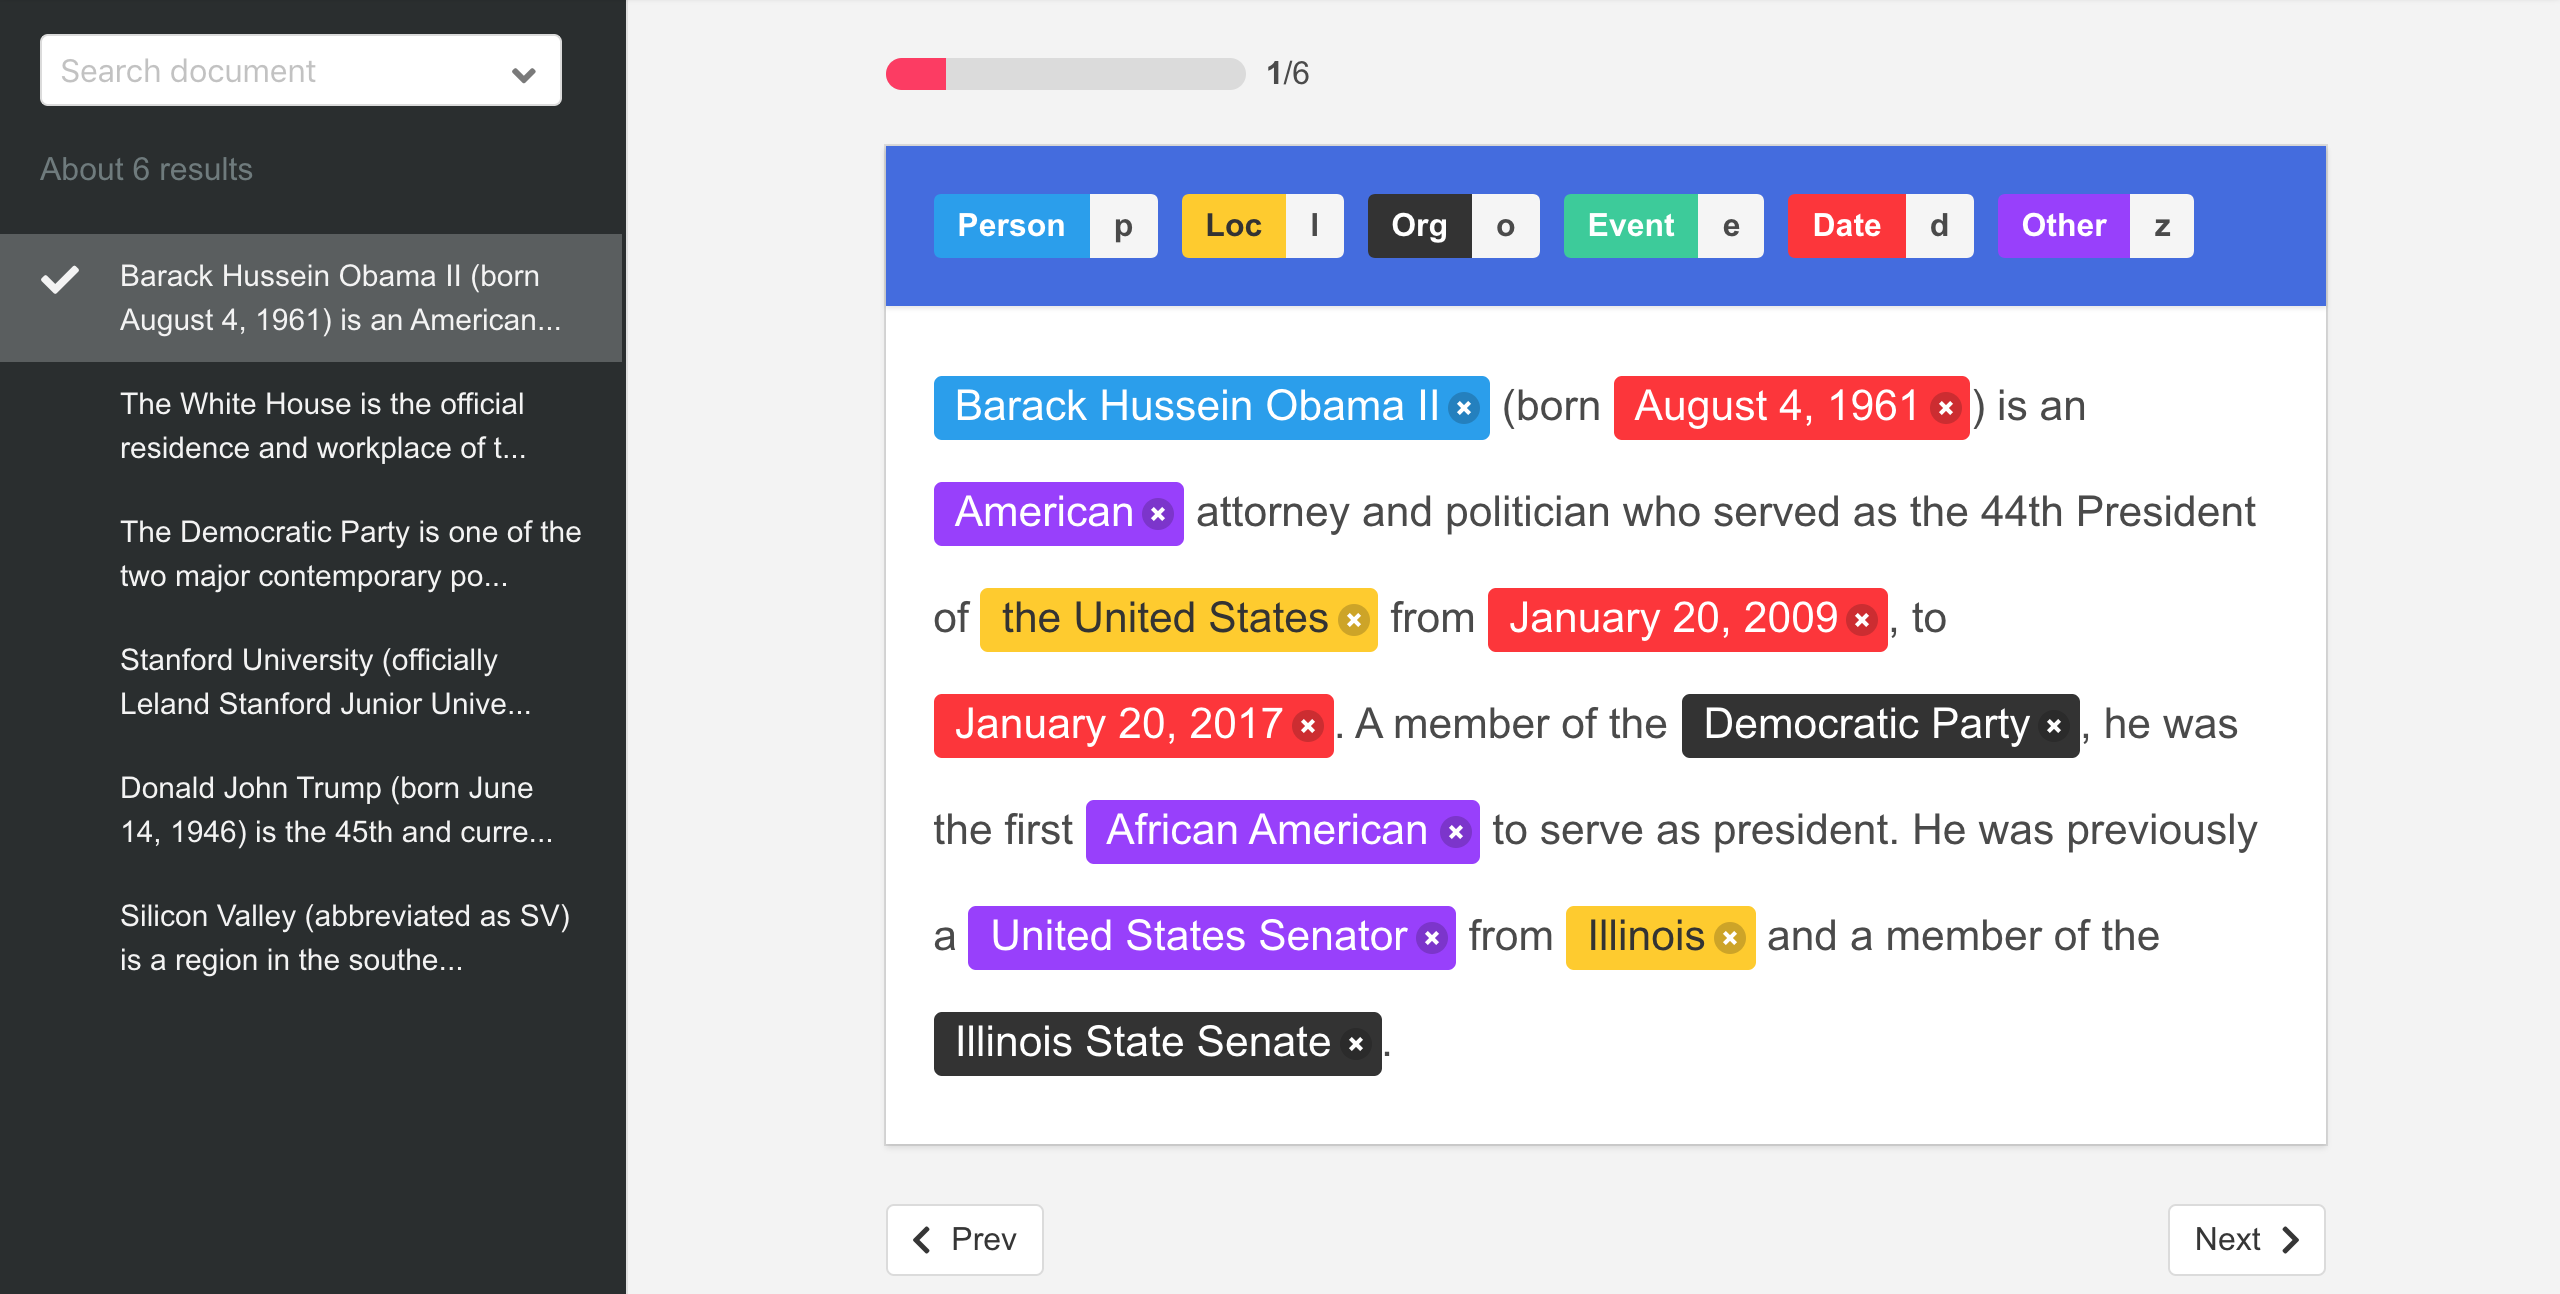 Search document
About 6 results
Barack Hussein Obama II (born
August 4, 1961) is an American...
The White House is the official
residence and workplace of t...
The Democratic Party is one of the
two major contemporary po...
Stanford University (officially
Leland Stanford Junior Unive...
Donald John Trump (born June
14, 1946) is the 45th and curre...
Silicon Valley (abbreviated as SV)
is a region in the southe...
1/6
Person p Loc l Org o Event e Date d Other z
Barack Hussein Obama II (born August 4, 1961) is an
American attorney and politician who served as the 44th President
of the United States from January 20, 2009, to
January 20, 2017. A member of the Democratic Party, he was
the first African American to serve as president. He was previously
a United States Senator from Illinois and a member of the
Illinois State Senate.
Prev
Next